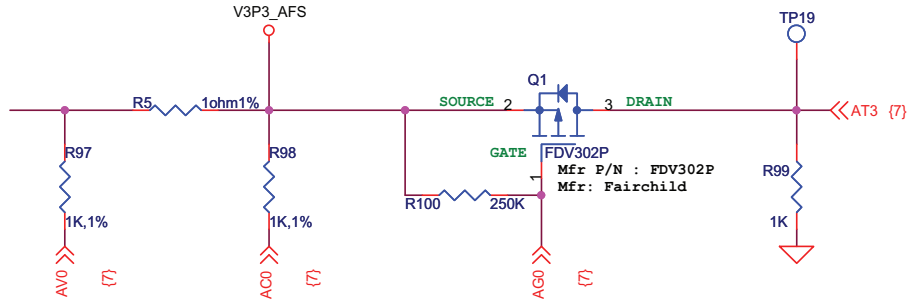 V3P3_AFS
TP19
Q1
R5
1ohm1%
SOURCE
2
3
DRAIN
AT3 {7}
R97
R98
GATE
FDV302P
Mfr P/N : FDV302P
Mfr: Fairchild
1
R99
R100
250K
1K,1%
1K,1%
1K
AV0 {7}
AC0 {7}
AG0 {7}